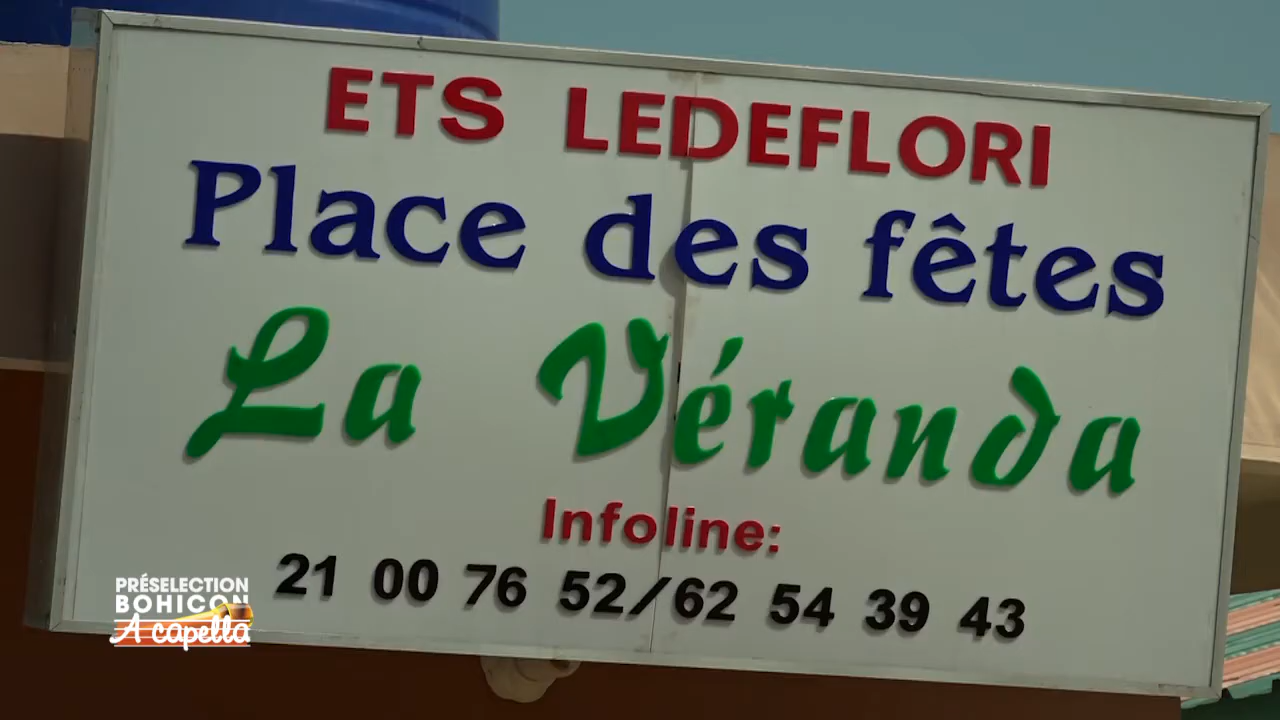 ETS LEDEFLORI
Place des fêtes
La Véranda
Infoline:
21 00 76 52/62 54 39 43
PRÉSELECTION
BOHICON
A capella